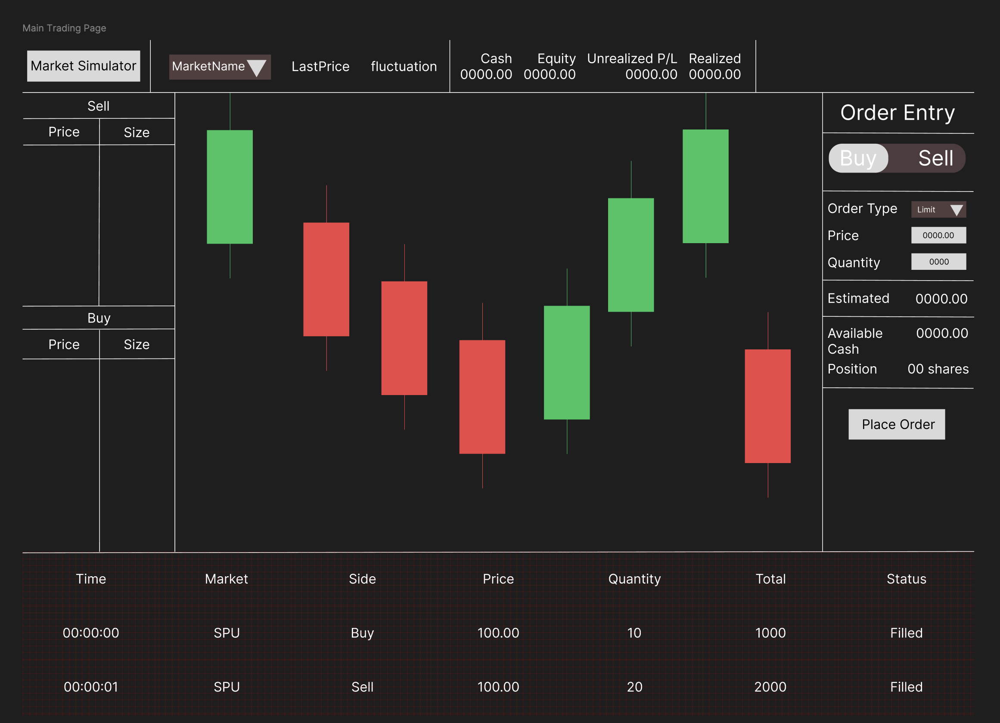 Main Trading Page
Market Simulator
MarketName
LastPrice
fluctuation
Cash
0000.00
Equity
0000.00
Unrealized P/L
0000.00
Realized
0000.00
Sell
Price Size
Buy
Price Size
Order Entry
Buy Sell
Order Type Limit
Price 0000.00
Quantity 0000
Estimated 0000.00
Available 0000.00
Cash
Position 00 shares
Place Order
Time Market Side Price Quantity Total Status
00:00:00 SPU Buy 100.00 10 1000 Filled
00:00:01 SPU Sell 100.00 20 2000 Filled